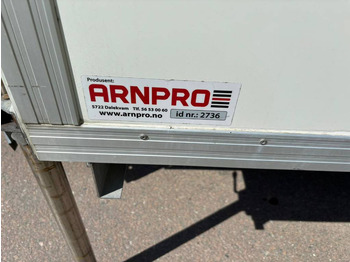 Produsent:
ARNPRO
5722 Dalekvam Tlf. 56 33 00 60
www.arnpro.no id nr.: 2736